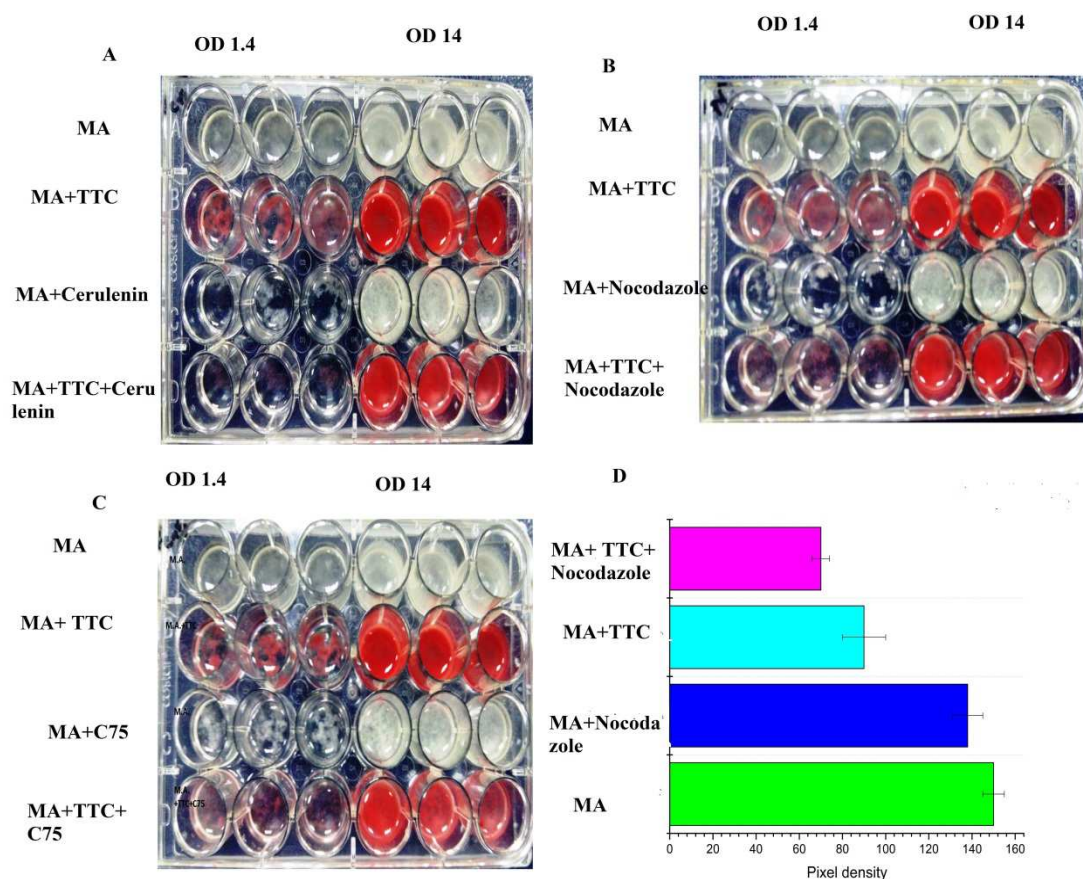 OD 1.4
OD 14
A
MA
MA+TTC
MA+Cerulenin
MA+TTC+Ceru
lenin
OD 1.4
OD 14
B
MA
MA+TTC
MA+Nocodazole
MA+TTC+
Nocodazole
OD 1.4
OD 14
C
MA
MA+ TTC
MA+C75
MA+TTC+
C75
M.A.
M.A.+TTC
M.A.
M.A.
+TTC+C75
D
MA+ TTC+
Nocodazole
MA+TTC
MA+Nocoda
zole
MA
0 20 40 60 80 100 120 140 160
Pixel density